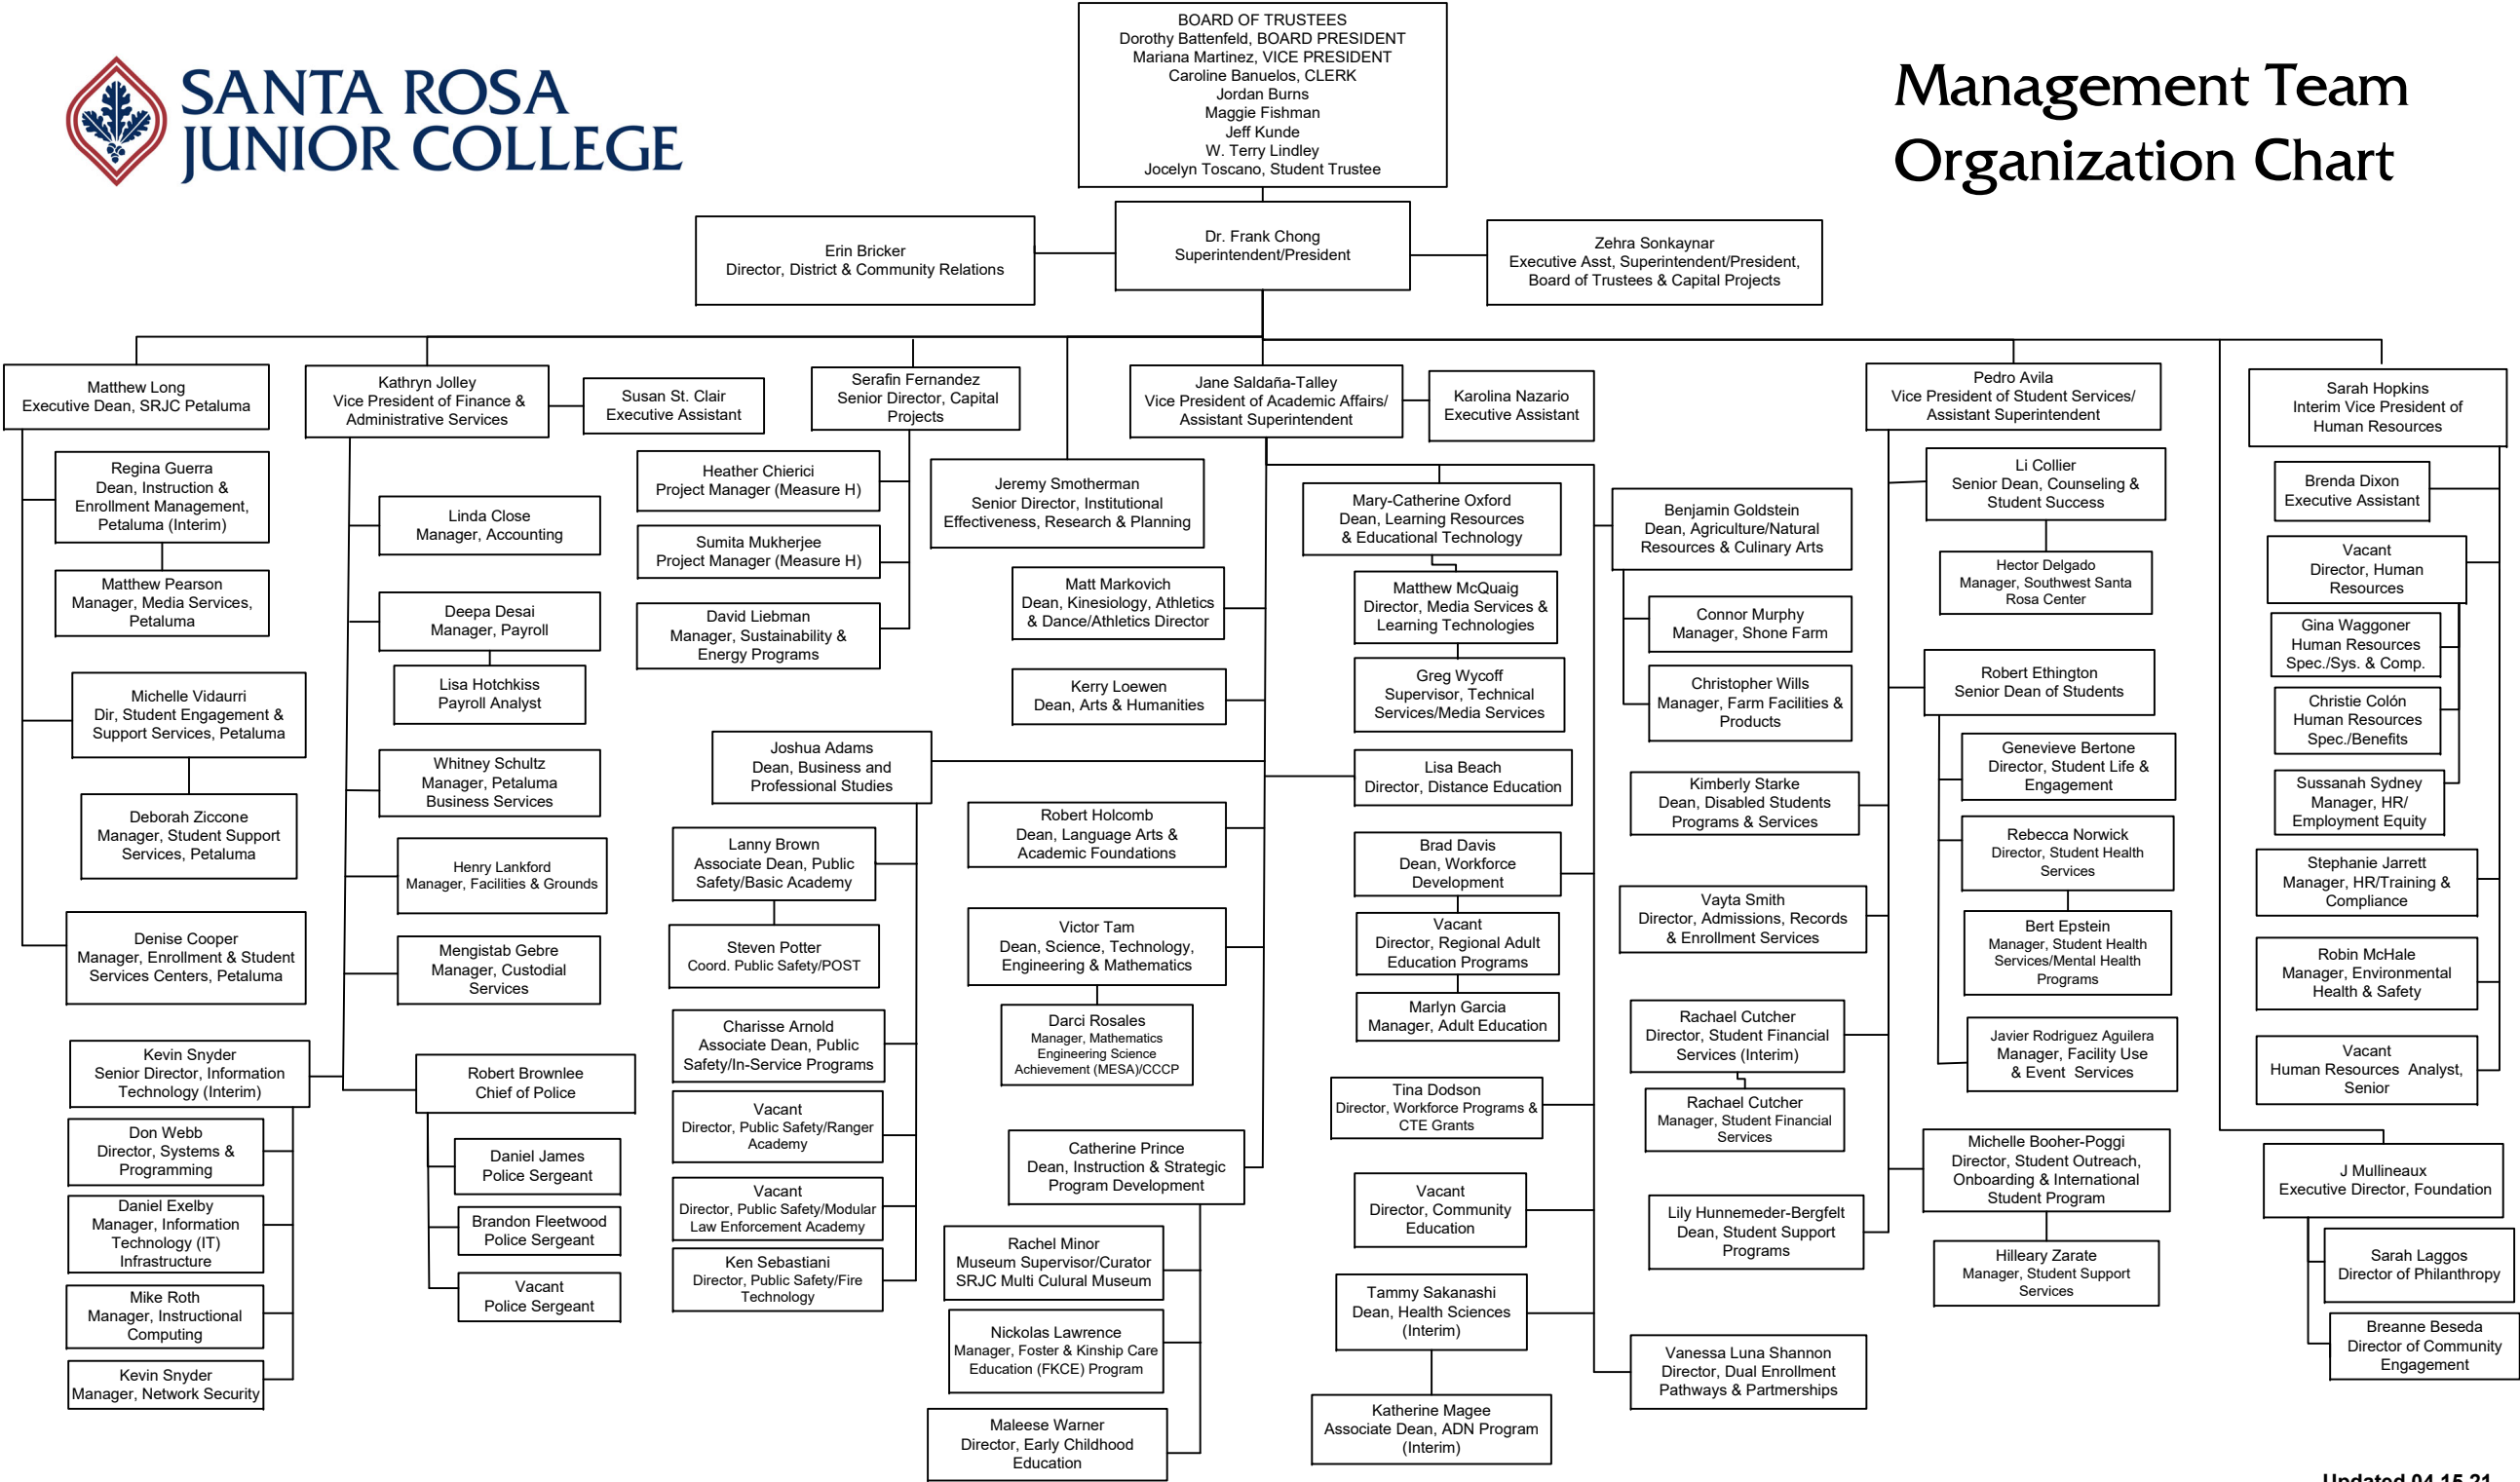 SANTA ROSA
JUNIOR COLLEGE
Management Team
Organization Chart
BOARD OF TRUSTEES
Dorothy Battenfeld, BOARD PRESIDENT
Mariana Martinez, VICE PRESIDENT
Caroline Banuelos, CLERK
Jordan Burns
Maggie Fishman
Jeff Kunde
W. Terry Lindley
Jocelyn Toscano, Student Trustee
Erin Bricker
Director, District & Community Relations
Dr. Frank Chong
Superintendent/President
Zehra Sonkaynar
Executive Asst, Superintendent/President,
Board of Trustees & Capital Projects
Matthew Long
Executive Dean, SRJC Petaluma
Regina Guerra
Dean, Instruction &
Enrollment Management,
Petaluma (Interim)
Matthew Pearson
Manager, Media Services,
Petaluma
Michelle Vidaurri
Dir, Student Engagement &
Support Services, Petaluma
Deborah Ziccone
Manager, Student Support
Services, Petaluma
Denise Cooper
Manager, Enrollment & Student
Services Centers, Petaluma
Kathryn Jolley
Vice President of Finance &
Administrative Services
Susan St. Clair
Executive Assistant
Linda Close
Manager, Accounting
Deepa Desai
Manager, Payroll
Lisa Hotchkiss
Payroll Analyst
Whitney Schultz
Manager, Petaluma
Business Services
Henry Lankford
Manager, Facilities & Grounds
Mengistab Gebre
Manager, Custodial
Services
Kevin Snyder
Senior Director, Information
Technology (Interim)
Don Webb
Director, Systems &
Programming
Daniel Exelby
Manager, Information
Technology (IT)
Infrastructure
Mike Roth
Manager, Instructional
Computing
Kevin Snyder
Manager, Network Security
Robert Brownlee
Chief of Police
Daniel James
Police Sergeant
Brandon Fleetwood
Police Sergeant
Vacant
Police Sergeant
Serafin Fernandez
Senior Director, Capital
Projects
Heather Chierici
Project Manager (Measure H)
Sumita Mukherjee
Project Manager (Measure H)
David Liebman
Manager, Sustainability &
Energy Programs
Jeremy Smotherman
Senior Director, Institutional
Effectiveness, Research & Planning
Jane Saldaña-Talley
Vice President of Academic Affairs/
Assistant Superintendent
Karolina Nazario
Executive Assistant
Matt Markovich
Dean, Kinesiology, Athletics
& Dance/Athletics Director
Kerry Loewen
Dean, Arts & Humanities
Joshua Adams
Dean, Business and
Professional Studies
Lanny Brown
Associate Dean, Public
Safety/Basic Academy
Steven Potter
Coord. Public Safety/POST
Charisse Arnold
Associate Dean, Public
Safety/In-Service Programs
Vacant
Director, Public Safety/Ranger
Academy
Vacant
Director, Public Safety/Modular
Law Enforcement Academy
Ken Sebastiani
Director, Public Safety/Fire
Technology
Robert Holcomb
Dean, Language Arts &
Academic Foundations
Victor Tam
Dean, Science, Technology,
Engineering & Mathematics
Darci Rosales
Manager, Mathematics
Engineering Science
Achievement (MESA)/CCCP
Catherine Prince
Dean, Instruction & Strategic
Program Development
Rachel Minor
Museum Supervisor/Curator
SRJC Multi Culural Museum
Nickolas Lawrence
Manager, Foster & Kinship Care
Education (FKCE) Program
Maleese Warner
Director, Early Childhood
Education
Mary-Catherine Oxford
Dean, Learning Resources
& Educational Technology
Matthew McQuaig
Director, Media Services &
Learning Technologies
Greg Wycoff
Supervisor, Technical
Services/Media Services
Lisa Beach
Director, Distance Education
Brad Davis
Dean, Workforce
Development
Vacant
Director, Regional Adult
Education Programs
Marlyn Garcia
Manager, Adult Education
Tina Dodson
Director, Workforce Programs &
CTE Grants
Vacant
Director, Community
Education
Tammy Sakanashi
Dean, Health Sciences
(Interim)
Katherine Magee
Associate Dean, ADN Program
(Interim)
Benjamin Goldstein
Dean, Agriculture/Natural
Resources & Culinary Arts
Connor Murphy
Manager, Shone Farm
Christopher Wills
Manager, Farm Facilities &
Products
Vanessa Luna Shannon
Director, Dual Enrollment
Pathways & Partmerships
Pedro Avila
Vice President of Student Services/
Assistant Superintendent
Li Collier
Senior Dean, Counseling &
Student Success
Hector Delgado
Manager, Southwest Santa
Rosa Center
Robert Ethington
Senior Dean of Students
Genevieve Bertone
Director, Student Life &
Engagement
Rebecca Norwick
Director, Student Health
Services
Bert Epstein
Manager, Student Health
Services/Mental Health
Programs
Javier Rodriguez Aguilera
Manager, Facility Use
& Event Services
Kimberly Starke
Dean, Disabled Students
Programs & Services
Vayta Smith
Director, Admissions, Records
& Enrollment Services
Rachael Cutcher
Director, Student Financial
Services (Interim)
Rachael Cutcher
Manager, Student Financial
Services
Michelle Booher-Poggi
Director, Student Outreach,
Onboarding & International
Student Program
Hilleary Zarate
Manager, Student Support
Services
Lily Hunnemeder-Bergfelt
Dean, Student Support
Programs
Sarah Hopkins
Interim Vice President of
Human Resources
Brenda Dixon
Executive Assistant
Vacant
Director, Human
Resources
Gina Waggoner
Human Resources
Spec./Sys. & Comp.
Christie Colón
Human Resources
Spec./Benefits
Sussanah Sydney
Manager, HR/
Employment Equity
Stephanie Jarrett
Manager, HR/Training &
Compliance
Robin McHale
Manager, Environmental
Health & Safety
Vacant
Human Resources Analyst,
Senior
J Mullineaux
Executive Director, Foundation
Sarah Laggos
Director of Philanthropy
Breanne Beseda
Director of Community
Engagement
Updated 04.15.21